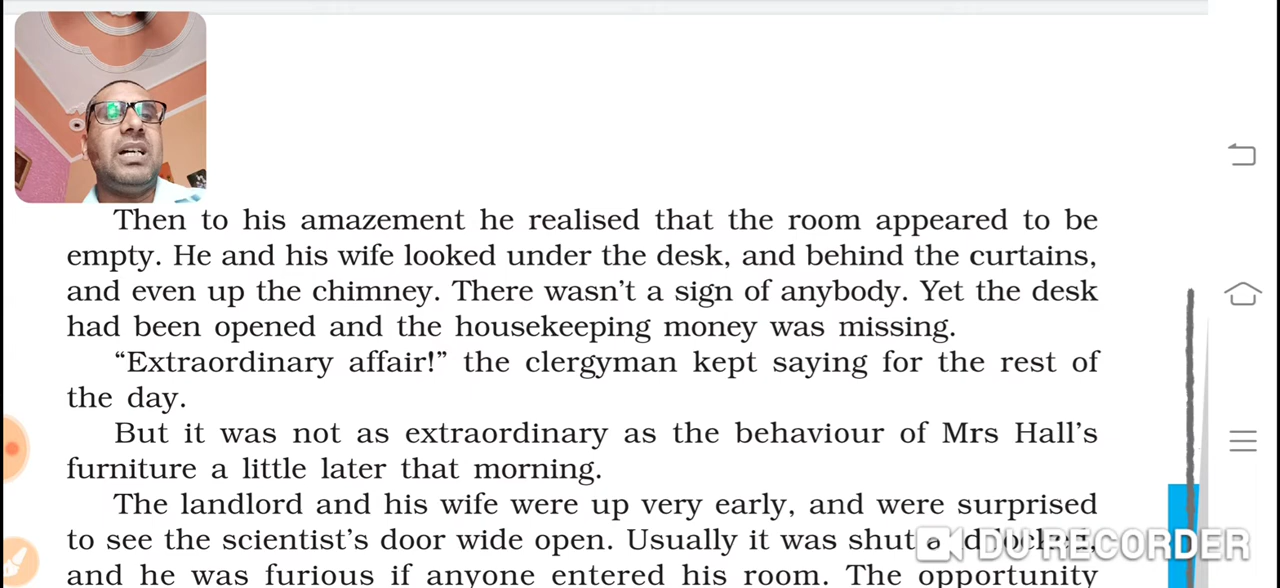 Then to his amazement he realised that the room appeared to be
empty. He and his wife looked under the desk, and behind the curtains,
and even up the chimney. There wasn't a sign of anybody. Yet the desk
had been opened and the housekeeping money was missing.
“Extraordinary affair!” the clergyman kept saying for the rest of
the day.
But it was not as extraordinary as the behaviour of Mrs Hall's
furniture a little later that morning.
The landlord and his wife were up very early, and were surprised
to see the scientist's door wide open. Usually it was shut and locked,
and he was furious if anyone entered his room. The opportunity
DU RECORDER